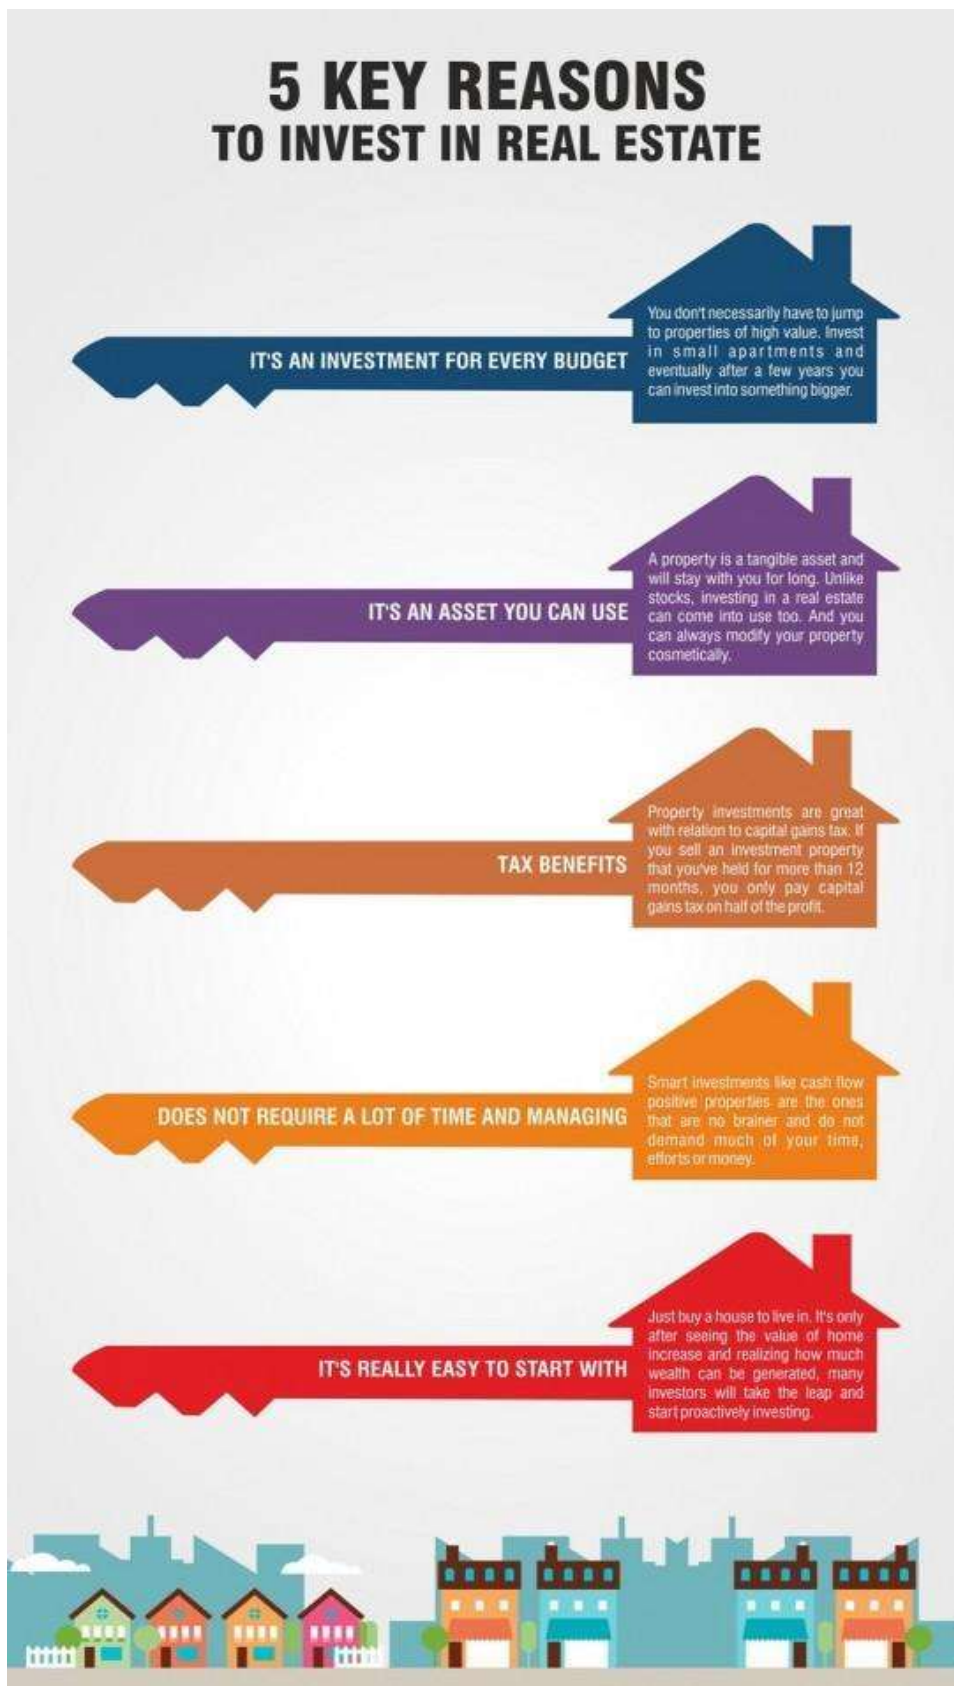 5 KEY REASONS
TO INVEST IN REAL ESTATE
IT'S AN INVESTMENT FOR EVERY BUDGET
You don't necessarily have to jump
to properties of high value. Invest
in small apartments and
eventually after a few years you
can invest into something bigger.
IT'S AN ASSET YOU CAN USE
A property is a tangible asset and
will stay with you for long. Unlike
stocks, investing in a real estate
can come into use too. And you
can always modify your property
cosmetically.
TAX BENEFITS
Property investments are great
with relation to capital gains tax. If
you sell an investment property
that you've held for more than 12
months, you only pay capital
gains tax on half of the profit.
DOES NOT REQUIRE A LOT OF TIME AND MANAGING
Smart investments like cash flow
positive properties are the ones
that are no brainer and do not
demand much of your time,
efforts or money.
IT'S REALLY EASY TO START WITH
Just buy a house to live in. It's only
after seeing the value of home
increase and realizing how much
wealth can be generated, many
investors will take the leap and
start proactively investing.